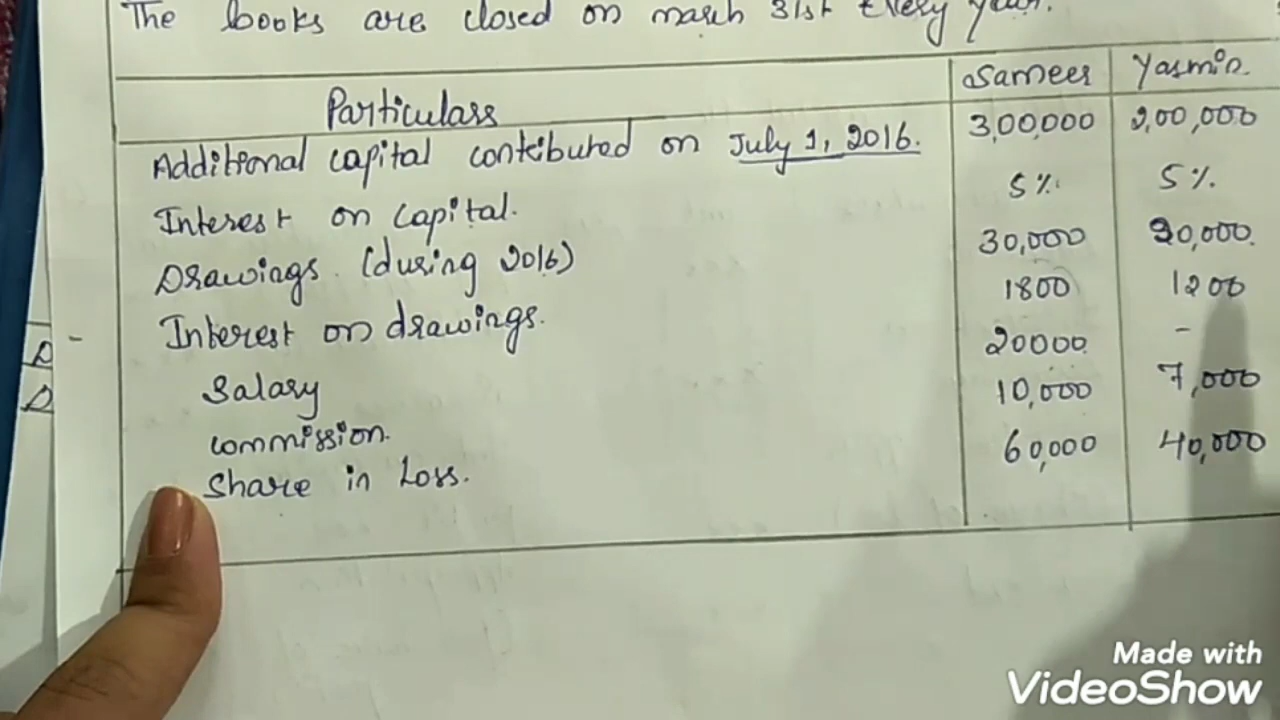 The books are closed on march 31st Every year.
Particulars Sameer Yasmin.
Additional capital contributed on July 1, 2016. 3,00,000 2,00,000
Interest on capital. 5%. 5%.
Drawings. (during 2016) 30,000 20,000.
Interest on drawings. 1800 1200
Salary 20000. -
commission. 10,000 7,000
Share in Loss. 60,000 40,000
Made with
VideoShow